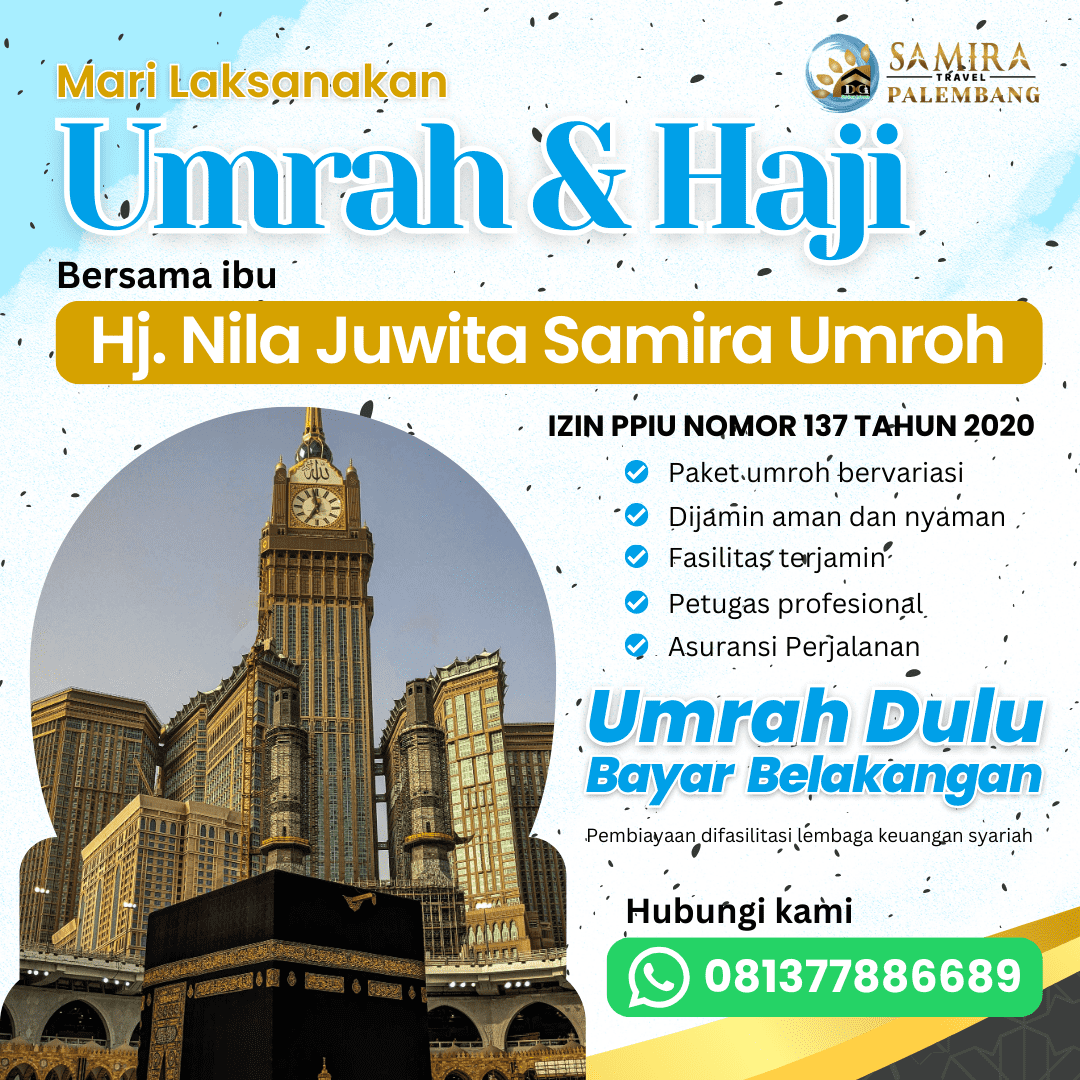 Mari Laksanakan
SAMIRA
TRAVEL
PALEMBANG
DG
Umrah & Haji
Bersama ibu
Hj. Nila Juwita Samira Umroh
IZIN PPIU NOMOR 137 TAHUN 2020
Paket umroh bervariasi
Dijamin aman dan nyaman
Fasilitas terjamin
Petugas profesional
Asuransi Perjalanan
Umrah Dulu
Bayar Belakangan
Pembiayaan difasilitasi lembaga keuangan syariah
Hubungi kami
081377886689